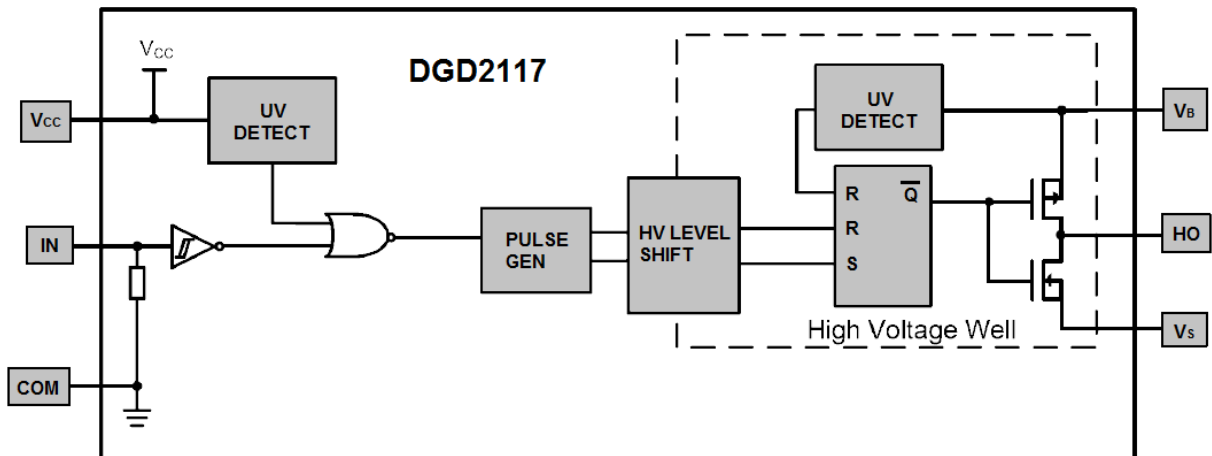 VCC
DGD2117
UV
DETECT
UV
DETECT
VCC
VB
R
Q
IN
PULSE
GEN
HV LEVEL
SHIFT
R
HO
S
High Voltage Well
VS
COM